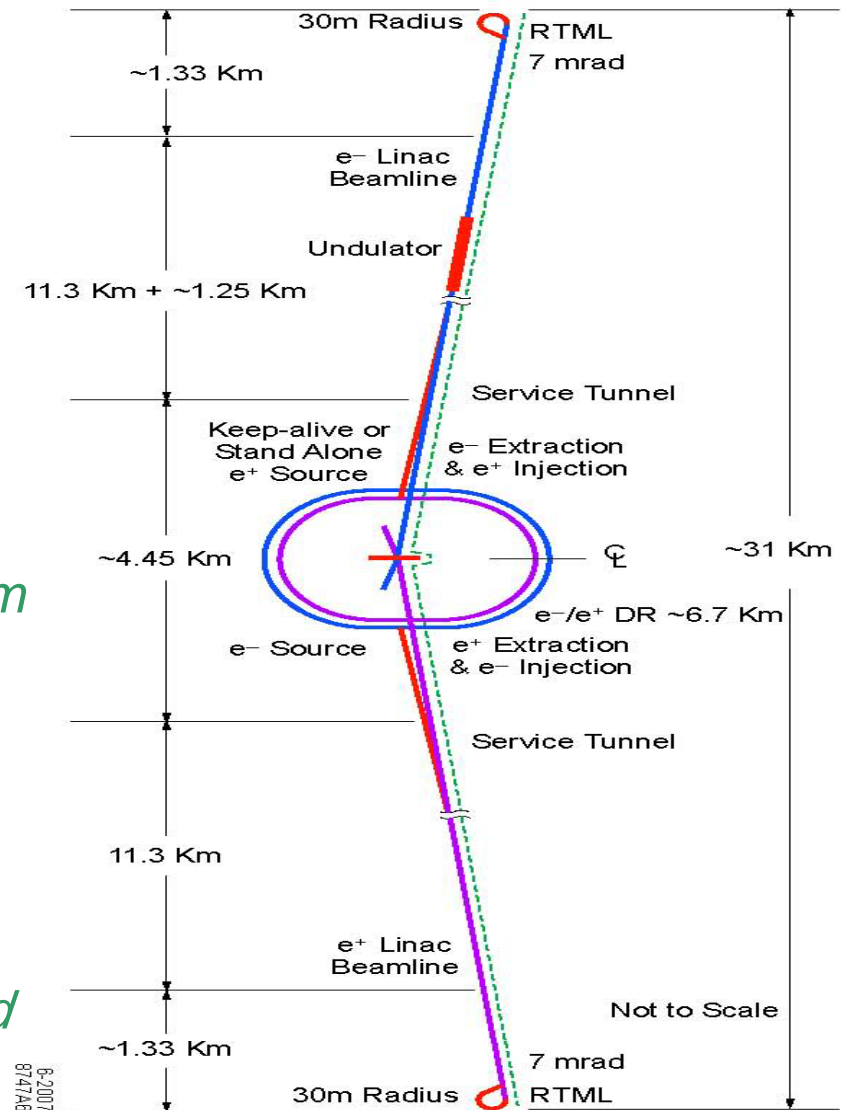 30m Radius
RTML
7 mrad
~1.33 Km
e− Linac
Beamline
Undulator
11.3 Km + ~1.25 Km
Service Tunnel
Keep-alive or
Stand Alone
e+ Source
e− Extraction
& e+ Injection
~4.45 Km
℄
~31 Km
m
e−/e+ DR ~6.7 Km
e− Source
e+ Extraction
& e− Injection
Service Tunnel
11.3 Km
e+ Linac
Beamline
d
Not to Scale
~1.33 Km
7 mrad
30m Radius
RTML
6-2007
8747A6